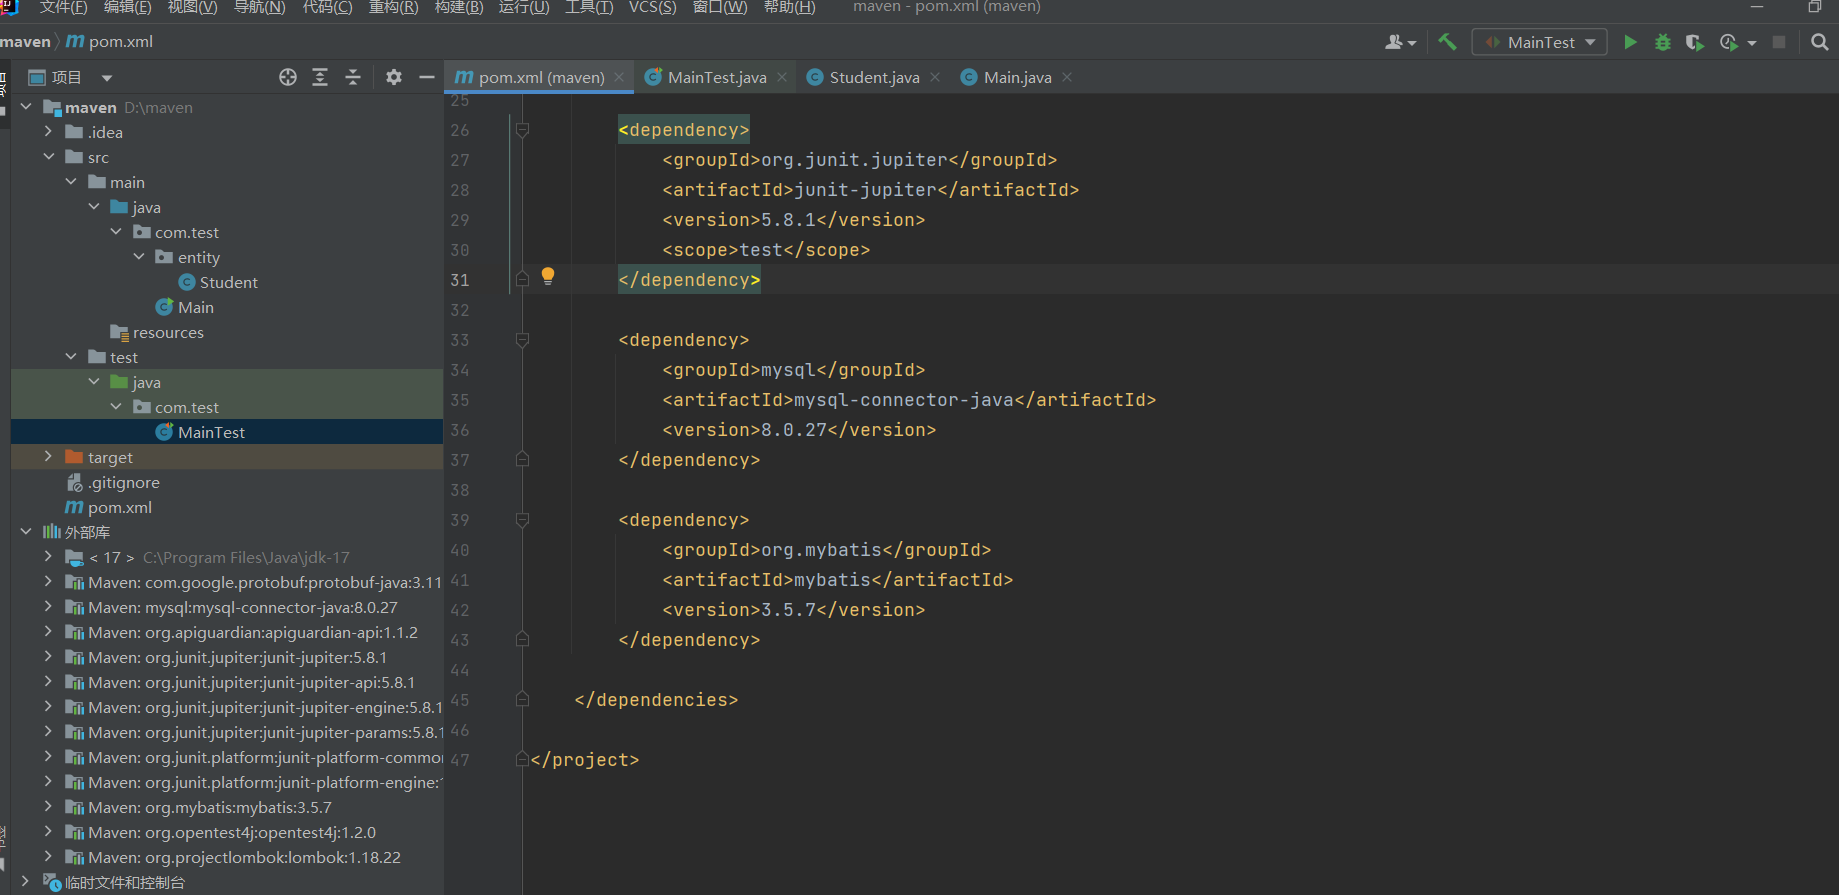 文件(F) 编辑(E) 视图(V) 导航(N) 代码(C) 重构(R) 构建(B) 运行(U) 工具(T) VCS(S) 窗口(W) 帮助(H) maven - pom.xml (maven)
maven pom.xml MainTest
项目 pom.xml (maven) MainTest.java Student.java Main.java
maven D:\maven
.idea
src
main
java
com.test
entity
Student
Main
resources
test
java
com.test
MainTest
target
.gitignore
pom.xml
外部库
< 17 > C:\Program Files\Java\jdk-17
Maven: com.google.protobuf:protobuf-java:3.11
Maven: mysql:mysql-connector-java:8.0.27
Maven: org.apiguardian:apiguardian-api:1.1.2
Maven: org.junit.jupiter:junit-jupiter:5.8.1
Maven: org.junit.jupiter:junit-jupiter-api:5.8.1
Maven: org.junit.jupiter:junit-jupiter-engine:5.8.1
Maven: org.junit.jupiter:junit-jupiter-params:5.8.1
Maven: org.junit.platform:junit-platform-commo
Maven: org.junit.platform:junit-platform-engine:
Maven: org.mybatis:mybatis:3.5.7
Maven: org.opentest4j:opentest4j:1.2.0
Maven: org.projectlombok:lombok:1.18.22
临时文件和控制台
25
26 <dependency>
27 <groupId>org.junit.jupiter</groupId>
28 <artifactId>junit-jupiter</artifactId>
29 <version>5.8.1</version>
30 <scope>test</scope>
31 </dependency>
32
33 <dependency>
34 <groupId>mysql</groupId>
35 <artifactId>mysql-connector-java</artifactId>
36 <version>8.0.27</version>
37 </dependency>
38
39 <dependency>
40 <groupId>org.mybatis</groupId>
41 <artifactId>mybatis</artifactId>
42 <version>3.5.7</version>
43 </dependency>
44
45 </dependencies>
46
47 </project>